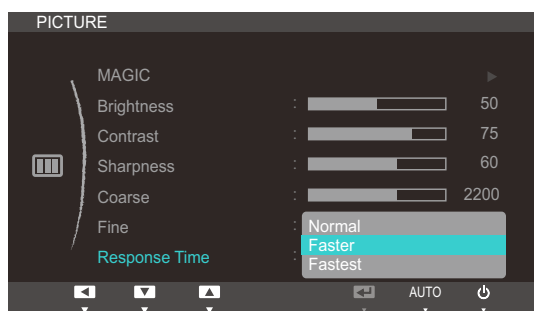 PICTURE
MAGIC
Brightness : 50
Contrast : 75
Sharpness : 60
Coarse : 2200
Fine : Normal
Faster
Response Time :
Fastest
AUTO